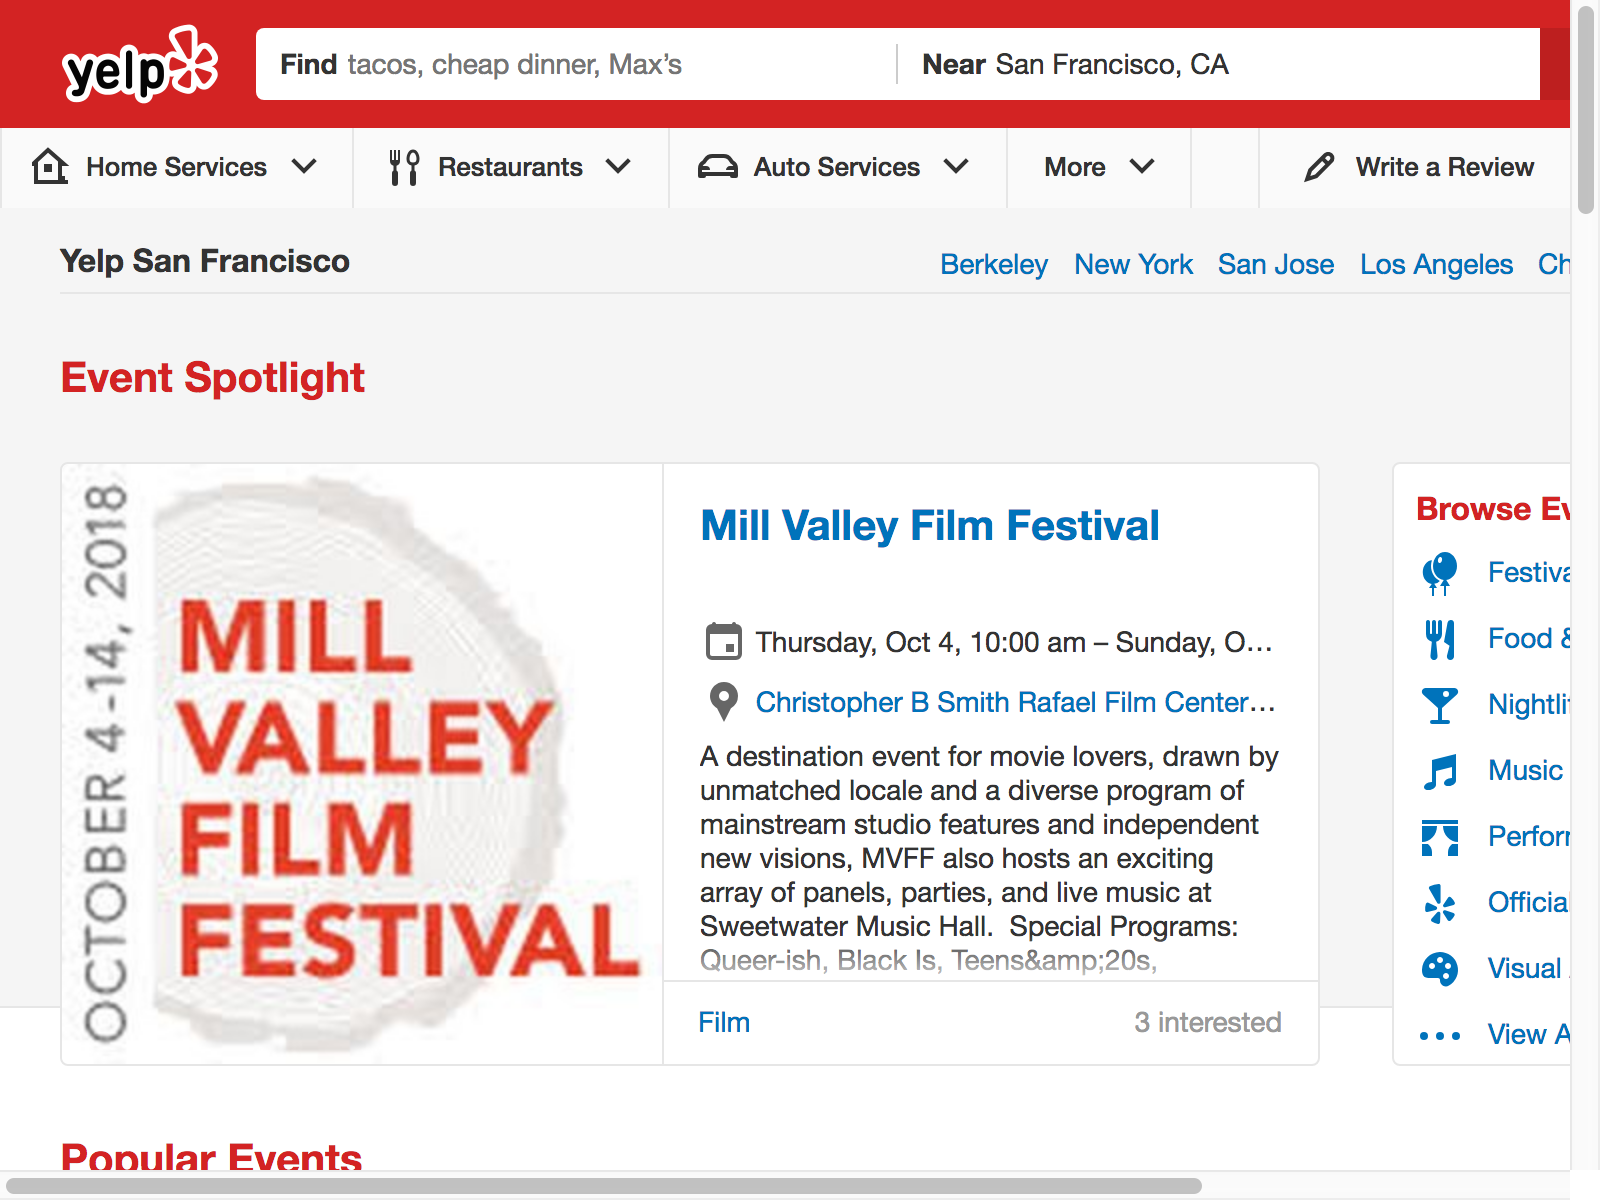 yelp
Find tacos, cheap dinner, Max's
Near San Francisco, CA
Home Services
Restaurants
Auto Services
More
Write a Review
Yelp San Francisco
Berkeley
New York
San Jose
Los Angeles
Ch
Event Spotlight
OCTOBER 4-14, 2018
MILL
VALLEY
FILM
FESTIVAL
Mill Valley Film Festival
Thursday, Oct 4, 10:00 am – Sunday, O...
Christopher B Smith Rafael Film Center...
A destination event for movie lovers, drawn by
unmatched locale and a diverse program of
mainstream studio features and independent
new visions, MVFF also hosts an exciting
array of panels, parties, and live music at
Sweetwater Music Hall.  Special Programs:
Queer-ish, Black Is, Teens&amp;20s,
Film
3 interested
Browse Ev
Festiva
Food &
Nightlif
Music
Perfor
Official
Visual
View A
Popular Events